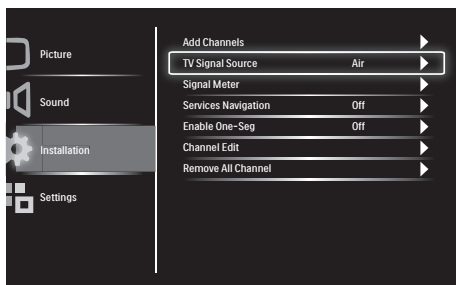 Picture
Sound
Installation
Settings
Add Channels
TV Signal Source Air
Signal Meter
Services Navigation Off
Enable One-Seg Off
Channel Edit
Remove All Channel